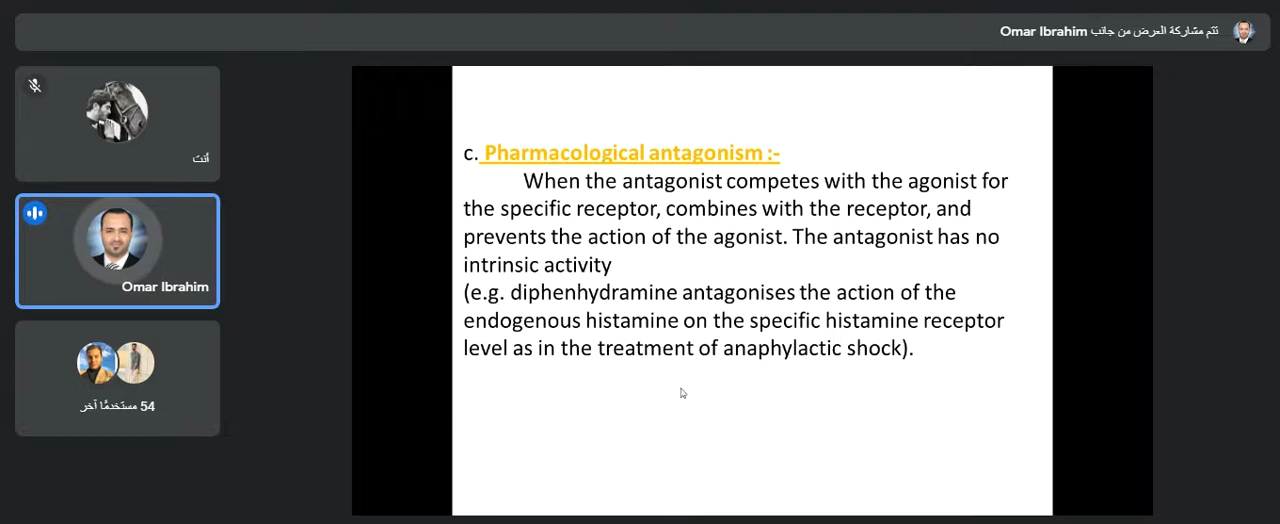 تتم مشاركة العرض من جانب Omar Ibrahim
أنتَ
Omar Ibrahim
54 مستخدمًا آخر
c. Pharmacological antagonism :-
When the antagonist competes with the agonist for
the specific receptor, combines with the receptor, and
prevents the action of the agonist. The antagonist has no
intrinsic activity
(e.g. diphenhydramine antagonises the action of the
endogenous histamine on the specific histamine receptor
level as in the treatment of anaphylactic shock).